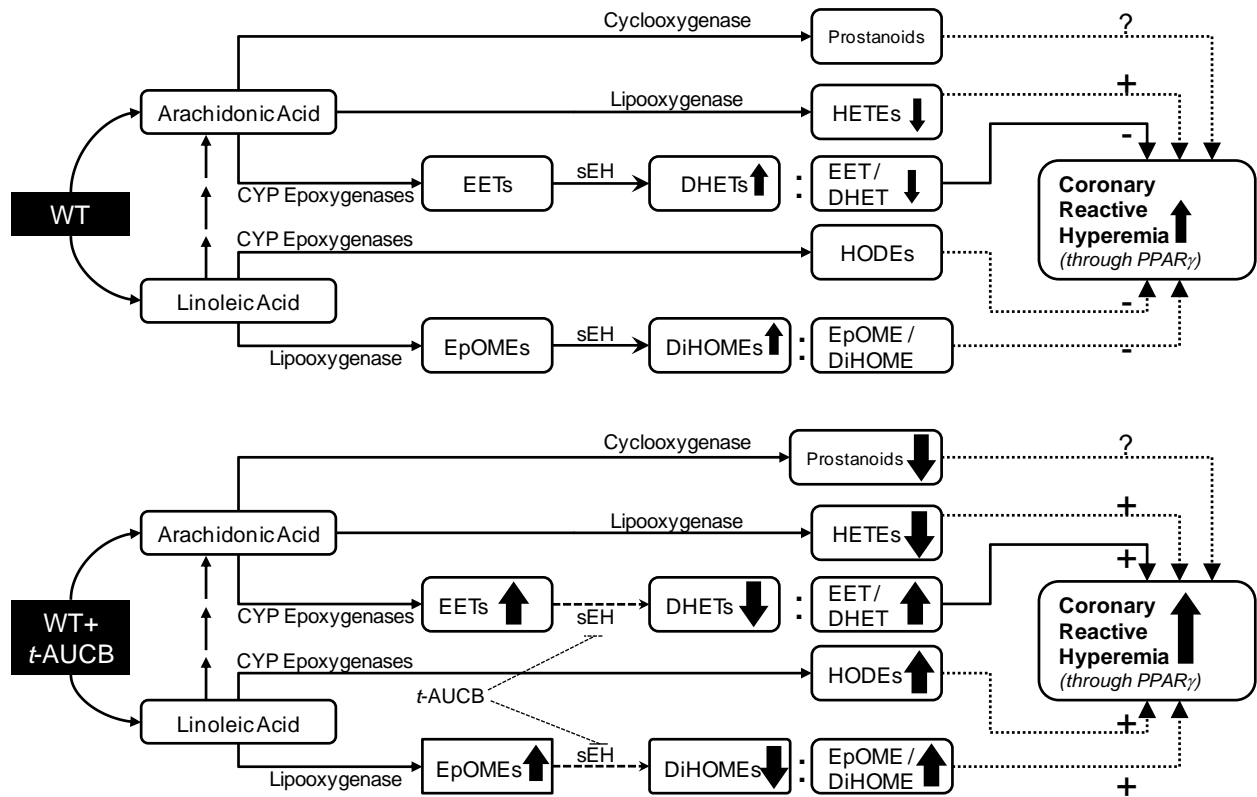 Cyclooxygenase
Prostanoids
?
Arachidonic Acid
Lipooxygenase
HETEs
+
-
CYP Epoxygenases
EETs
sEH
DHETs
:
EET /
DHET
WT
Coronary
Reactive
Hyperemia
(through PPARγ)
CYP Epoxygenases
HODEs
-
Linoleic Acid
Lipooxygenase
EpOMEs
sEH
DiHOMEs
:
EpOME /
DiHOME
-
Cyclooxygenase
Prostanoids
?
Arachidonic Acid
Lipooxygenase
HETEs
+
+
CYP Epoxygenases
EETs
sEH
DHETs
:
EET /
DHET
WT+
t-AUCB
Coronary
Reactive
Hyperemia
(through PPARγ)
CYP Epoxygenases
t-AUCB
HODEs
+
Linoleic Acid
Lipooxygenase
EpOMEs
sEH
DiHOMEs
:
EpOME /
DiHOME
+